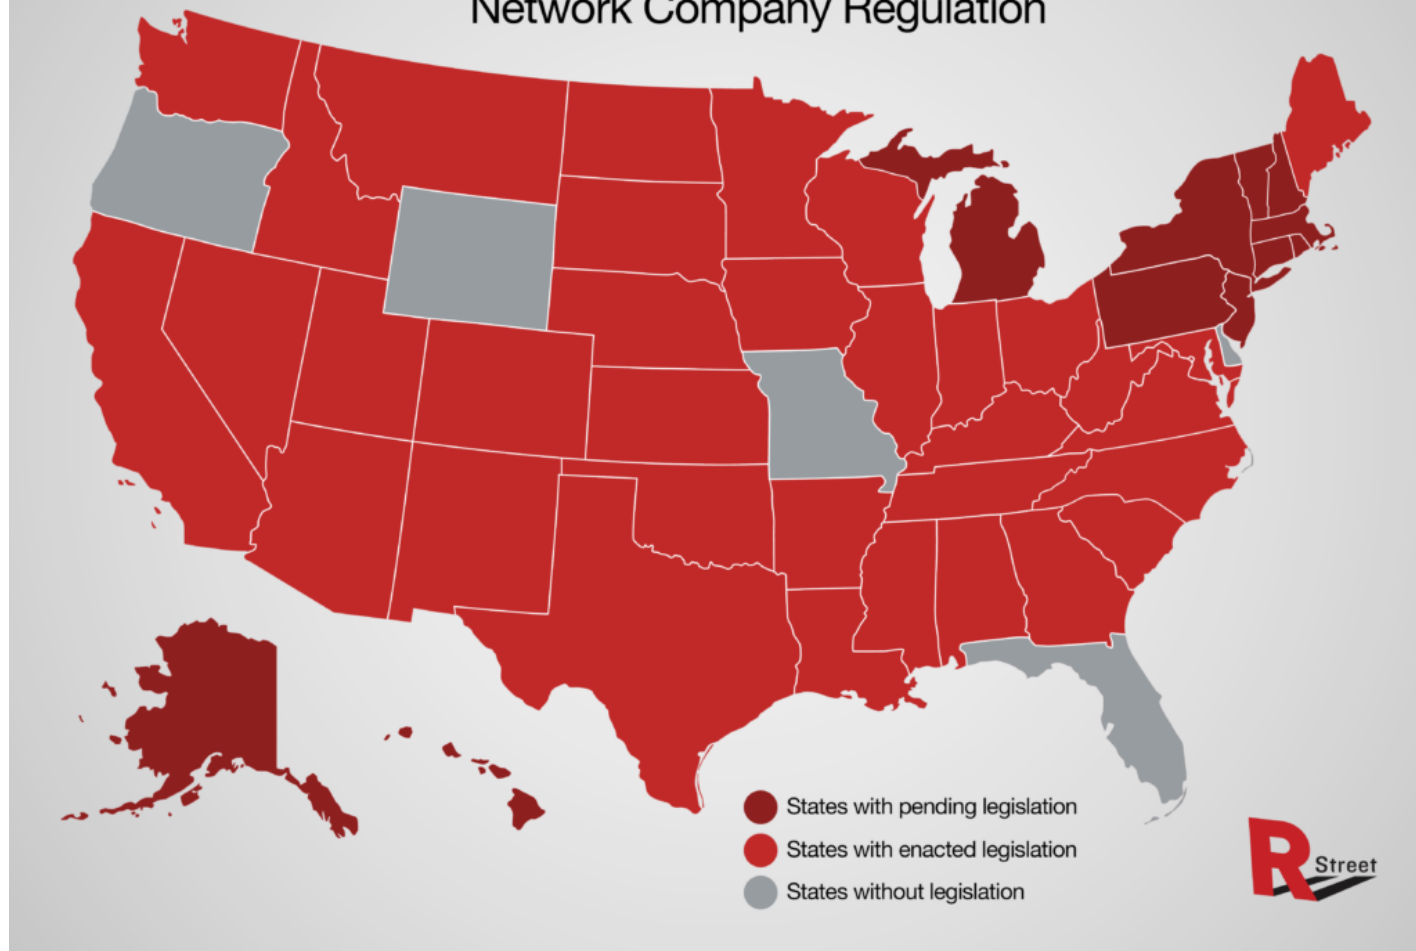 Network Company Regulation
States with pending legislation
States with enacted legislation
States without legislation
R Street